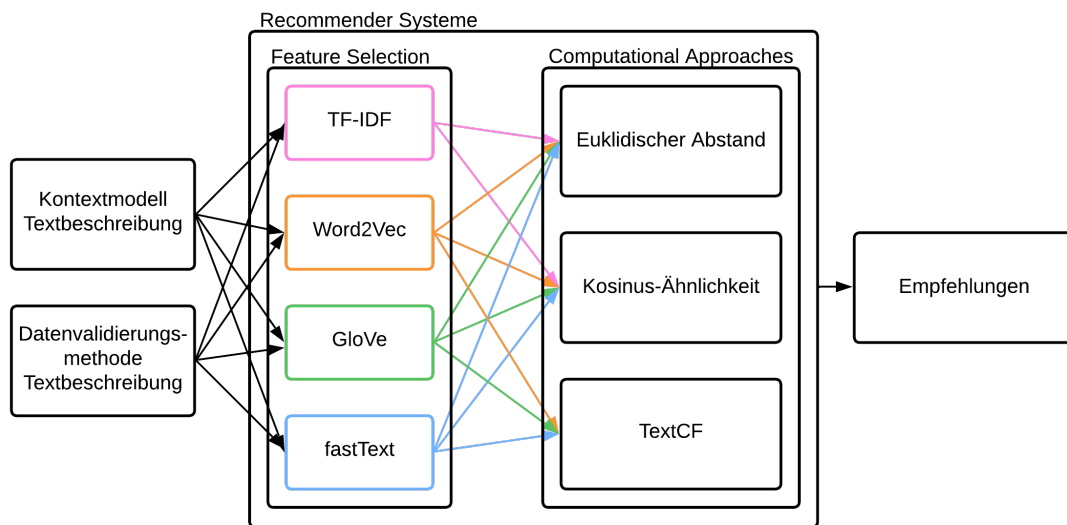 Recommender Systeme
Feature Selection
Computational Approaches
TF-IDF
Euklidischer Abstand
Kontextmodell
Textbeschreibung
Word2Vec
Kosinus-Ähnlichkeit
Empfehlungen
Datenvalidierungs-
methode
Textbeschreibung
GloVe
TextCF
fastText